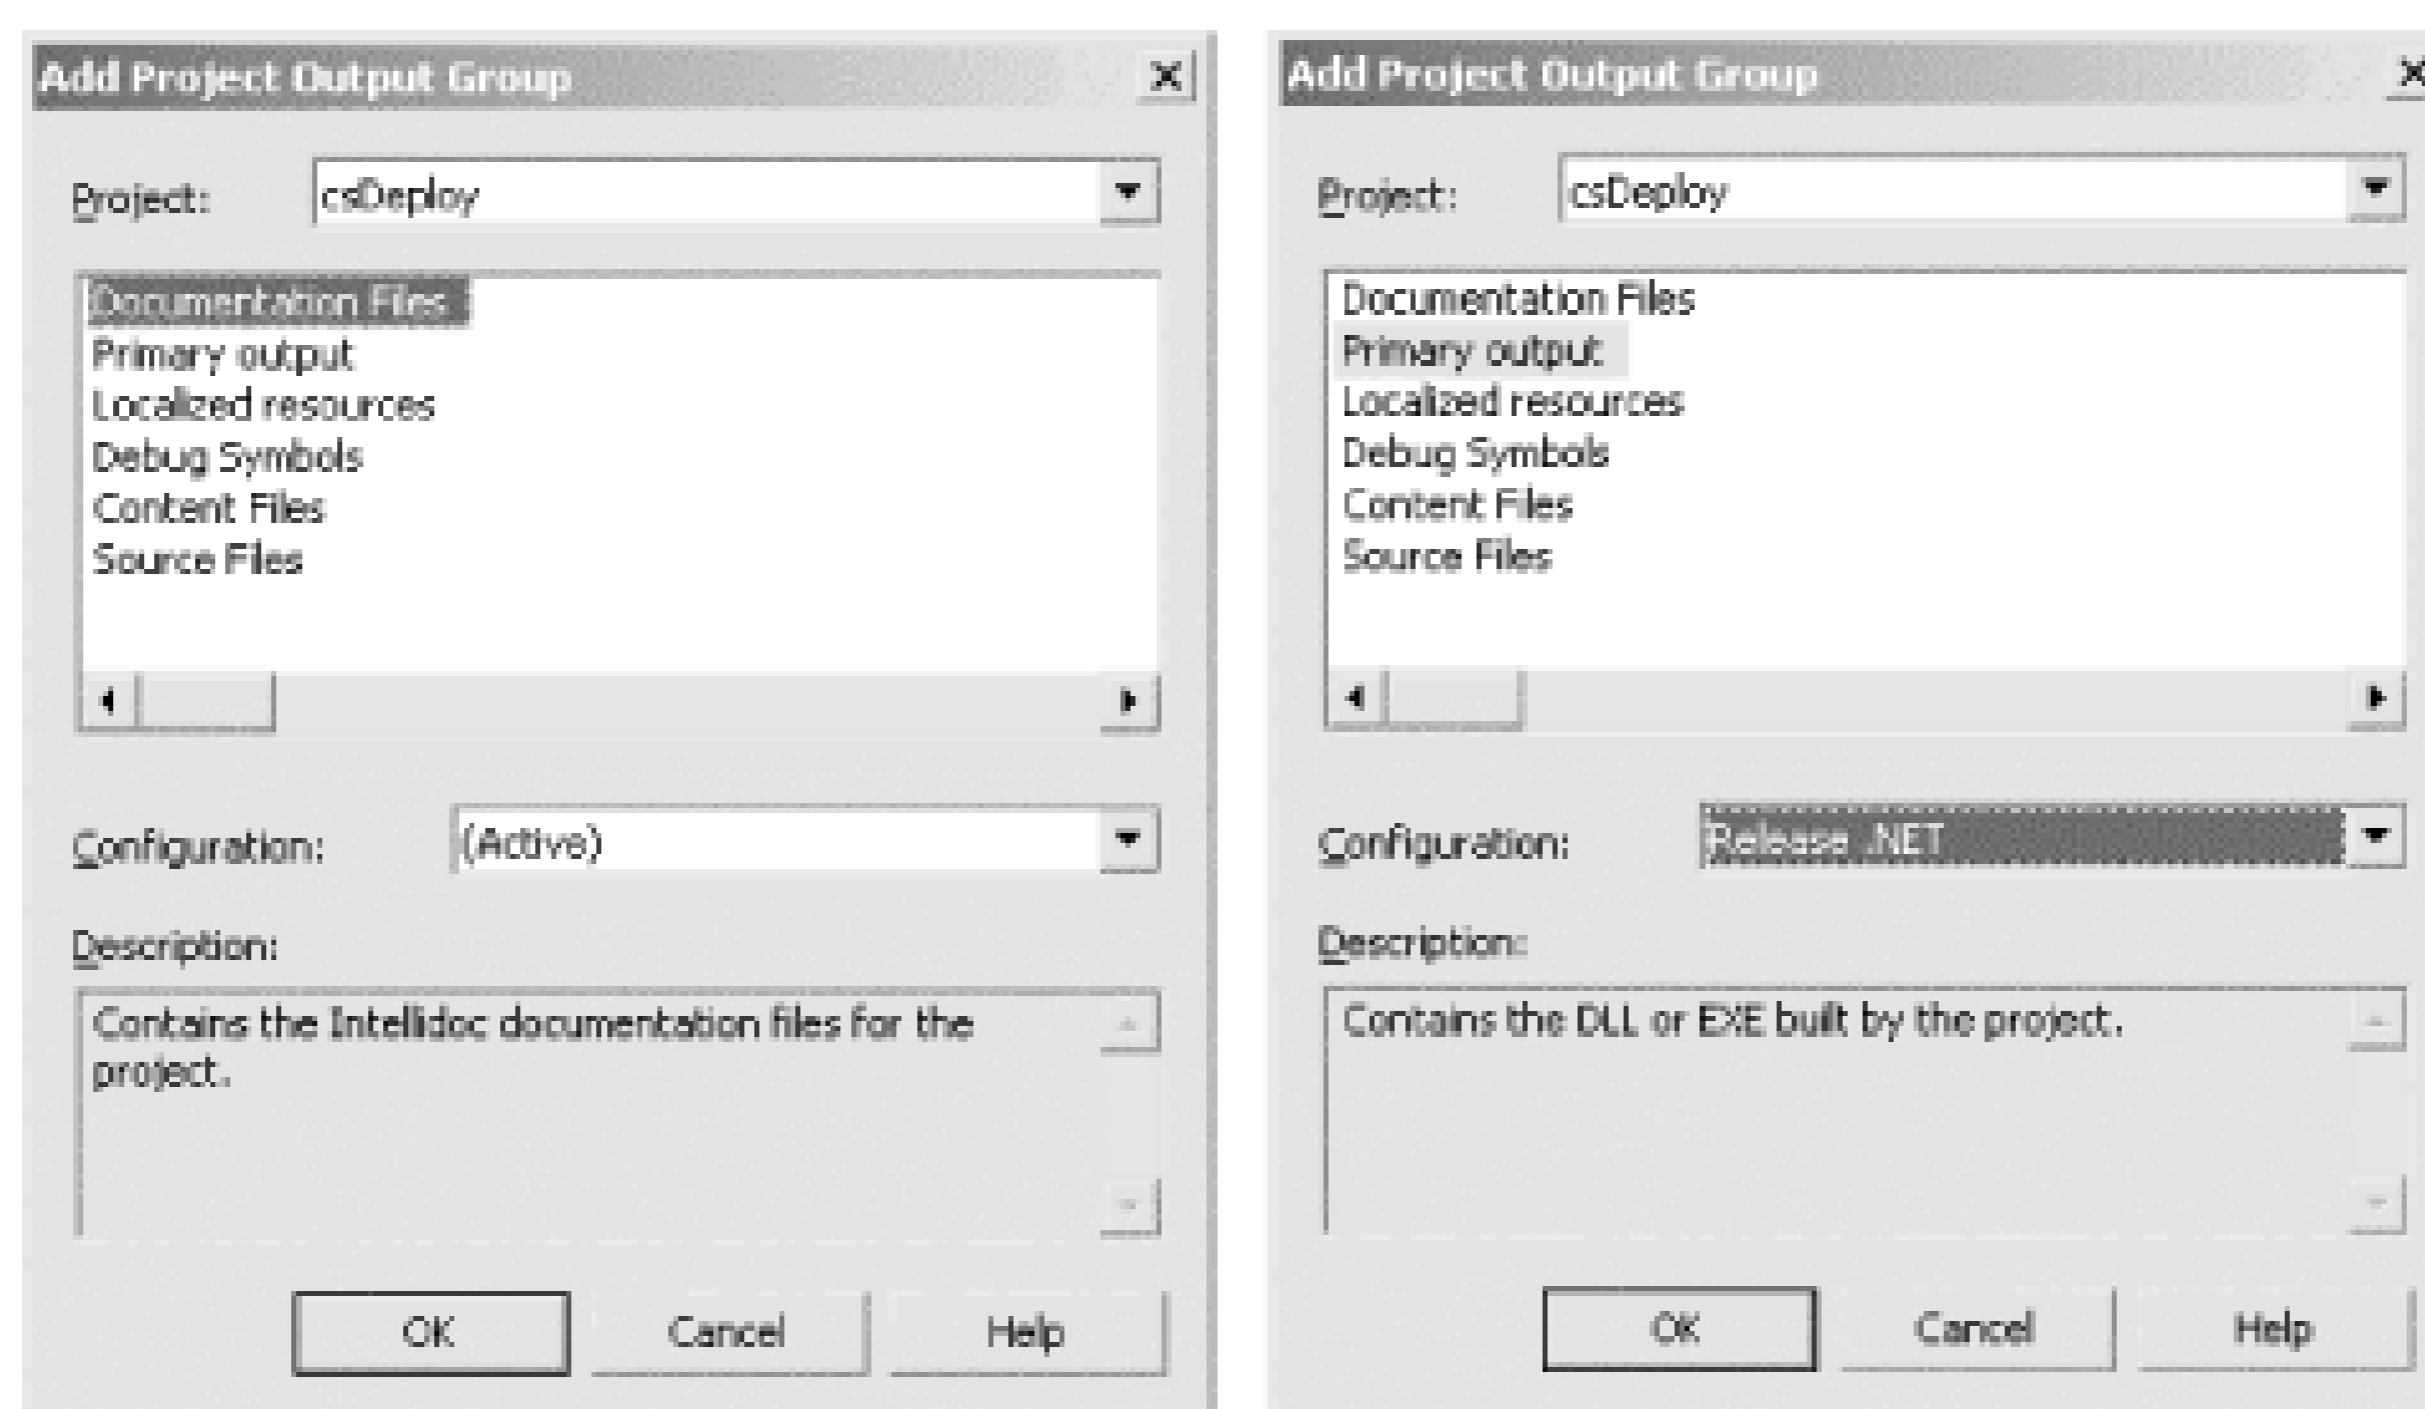 Add Project Output Group
Project: csDeploy
Documentation Files
Primary output
Localized resources
Debug Symbols
Content Files
Source Files
Configuration: (Active)
Description:
Contains the Intellidoc documentation files for the
project.
OK Cancel Help
Add Project Output Group
Project: csDeploy
Documentation Files
Primary output
Localized resources
Debug Symbols
Content Files
Source Files
Configuration: Release .NET
Description:
Contains the DLL or EXE built by the project.
OK Cancel Help